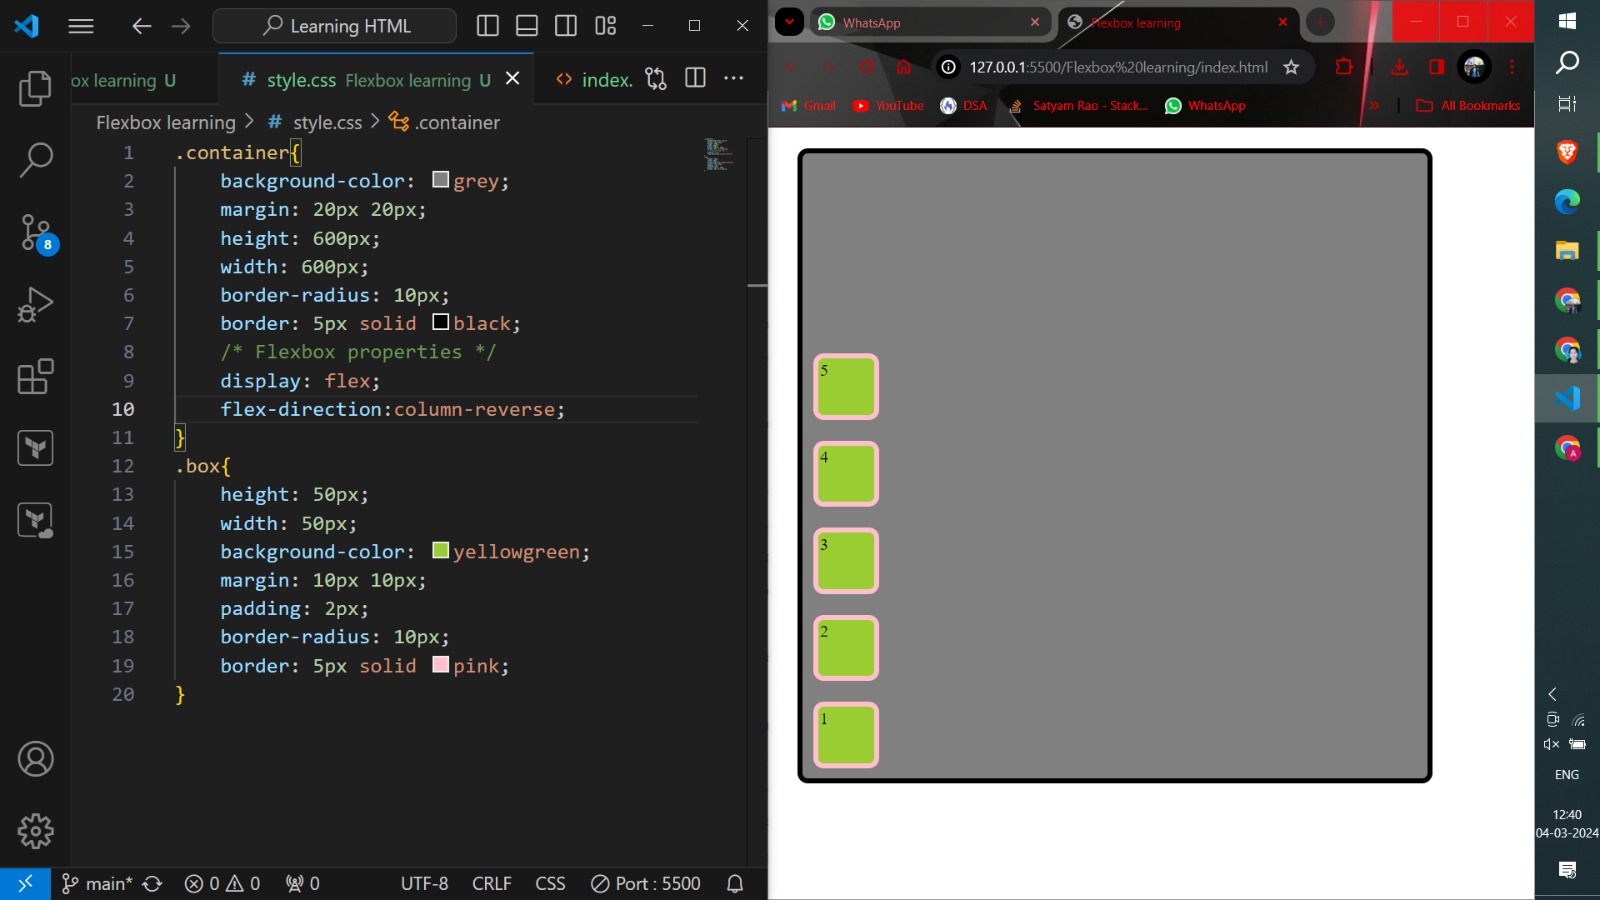 Learning HTML
ox learning U
# style.css Flexbox learning U
<> index.
Flexbox learning > # style.css > .container
1 .container{
2 background-color: grey;
3 margin: 20px 20px;
4 height: 600px;
5 width: 600px;
6 border-radius: 10px;
7 border: 5px solid black;
8 /* Flexbox properties */
9 display: flex;
10 flex-direction:column-reverse;
11 }
12 .box{
13 height: 50px;
14 width: 50px;
15 background-color: yellowgreen;
16 margin: 10px 10px;
17 padding: 2px;
18 border-radius: 10px;
19 border: 5px solid pink;
20 }
8
main* 0 0 0 UTF-8 CRLF CSS Port : 5500
WhatsApp
Flexbox learning
127.0.0.1:5500/Flexbox%20learning/index.html
Gmail YouTube DSA Satyam Rao - Stack... WhatsApp » All Bookmarks
5
4
3
2
1
A
ENG
12:40
04-03-2024